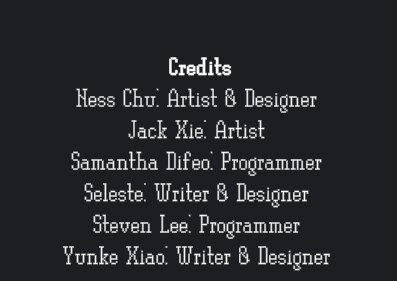 Credits
Ness Chu: Artist & Designer
Jack Xie: Artist
Samantha Difeo: Programmer
Seleste: Writer & Designer
Steven Lee: Programmer
Yunke Xiao: Writer & Designer